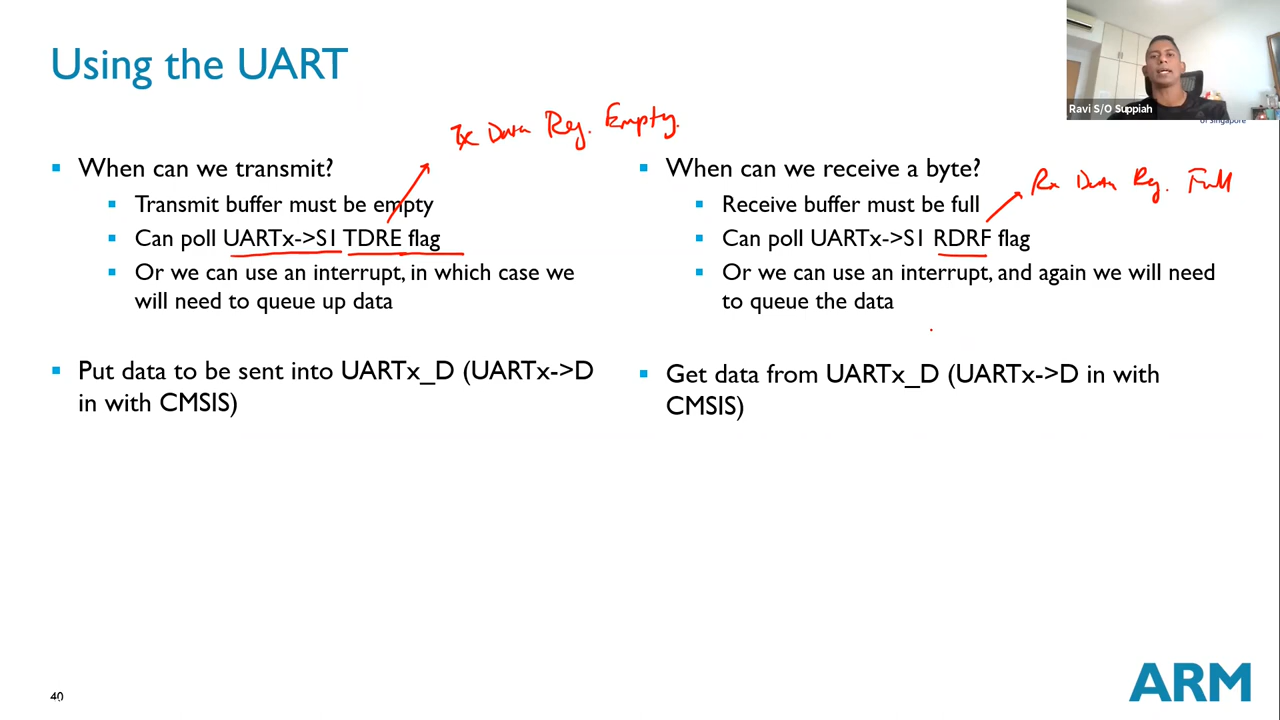 Using the UART
Ravi S/O Suppiah
of Singapore
Tx Data Reg. Empty.
▪ When can we transmit?
▪ Transmit buffer must be empty
▪ Can poll UARTx->S1 TDRE flag
▪ Or we can use an interrupt, in which case we
will need to queue up data
▪ Put data to be sent into UARTx_D (UARTx->D
in with CMSIS)
▪ When can we receive a byte?
Rx Data Reg. Full
▪ Receive buffer must be full
▪ Can poll UARTx->S1 RDRF flag
▪ Or we can use an interrupt, and again we will need
to queue the data
▪ Get data from UARTx_D (UARTx->D in with
CMSIS)
40
ARM